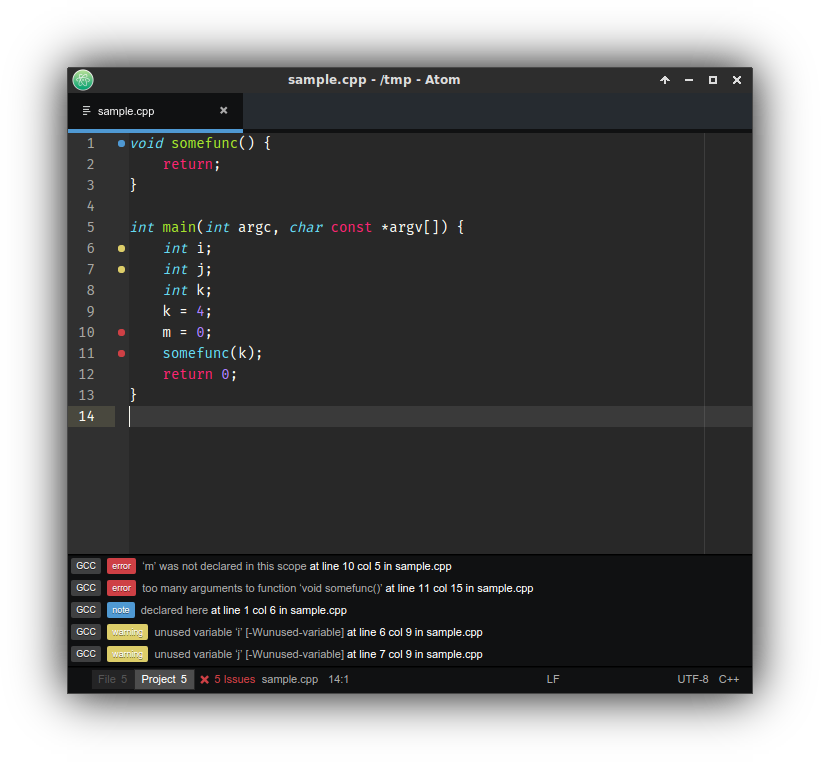 sample.cpp - /tmp - Atom
sample.cpp
1 void somefunc() {
2     return;
3 }
4
5 int main(int argc, char const *argv[]) {
6     int i;
7     int j;
8     int k;
9     k = 4;
10     m = 0;
11     somefunc(k);
12     return 0;
13 }
14
GCC error ‘m’ was not declared in this scope at line 10 col 5 in sample.cpp
GCC error too many arguments to function ‘void somefunc()’ at line 11 col 15 in sample.cpp
GCC note declared here at line 1 col 6 in sample.cpp
GCC warning unused variable ‘i’ [-Wunused-variable] at line 6 col 9 in sample.cpp
GCC warning unused variable ‘j’ [-Wunused-variable] at line 7 col 9 in sample.cpp
File 5 Project 5 5 Issues sample.cpp 14:1 LF UTF-8 C++